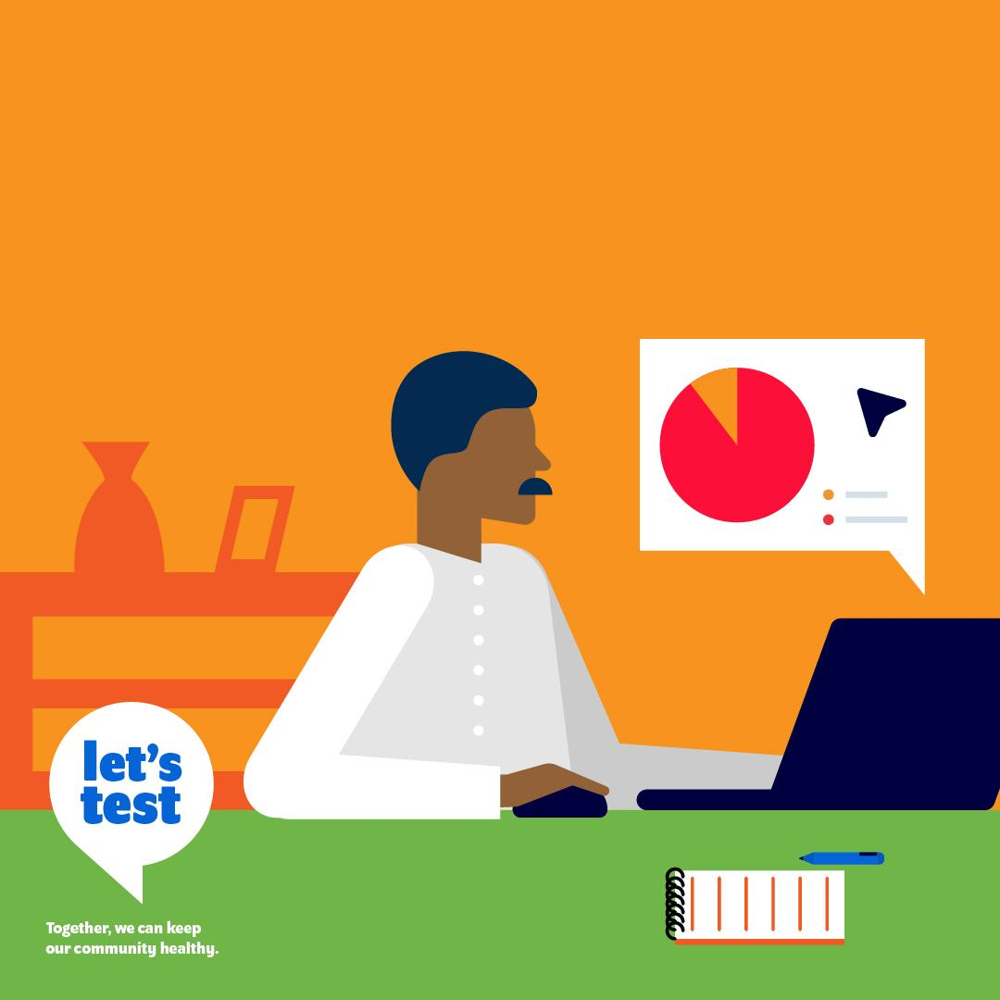 let's
test
Together, we can keep
our community healthy.